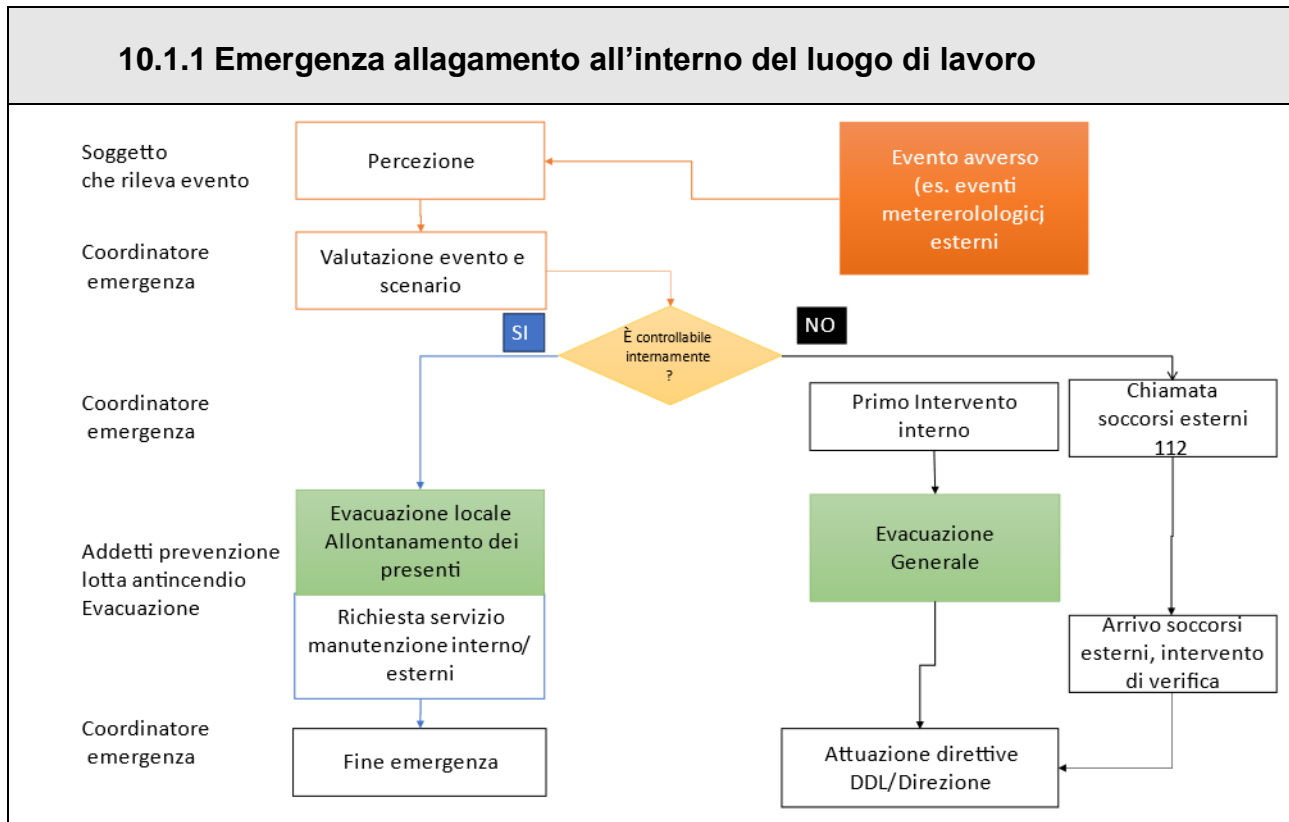 10.1.1 Emergenza allagamento all’interno del luogo di lavoro
Soggetto
che rileva evento
Percezione
Evento avverso
(es. eventi
metererolologicj
esterni
Coordinatore
emergenza
Valutazione evento e
scenario
SI
È controllabile
internamente
?
NO
Coordinatore
emergenza
Primo Intervento
interno
Chiamata
soccorsi esterni
112
Addetti prevenzione
lotta antincendio
Evacuazione
Evacuazione locale
Allontanamento dei
presenti
Evacuazione
Generale
Richiesta servizio
manutenzione interno/
esterni
Arrivo soccorsi
esterni, intervento
di verifica
Coordinatore
emergenza
Fine emergenza
Attuazione direttive
DDL/Direzione